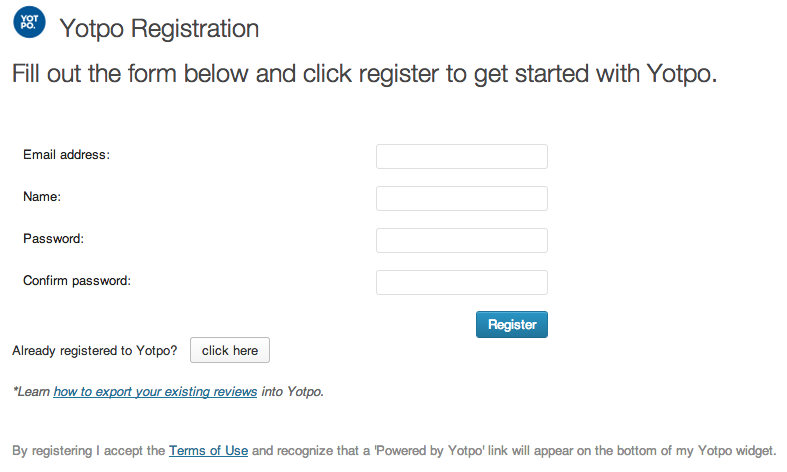 YOT
PO.
Yotpo Registration
Fill out the form below and click register to get started with Yotpo.
Email address:
Name:
Password:
Confirm password:
Register
Already registered to Yotpo? click here
*Learn how to export your existing reviews into Yotpo.
By registering I accept the Terms of Use and recognize that a 'Powered by Yotpo' link will appear on the bottom of my Yotpo widget.